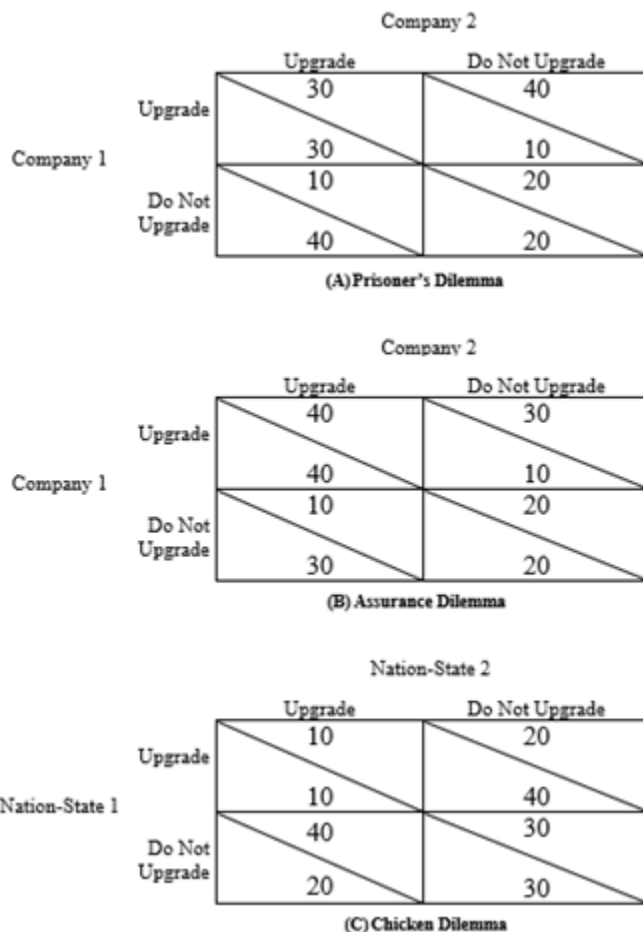 Company 2
Upgrade Do Not Upgrade
30 40
Upgrade
30 10
Company 1
10 20
Do Not
Upgrade
40 20
(A) Prisoner's Dilemma
Company 2
Upgrade Do Not Upgrade
40 30
Upgrade
40 10
Company 1
10 20
Do Not
Upgrade
30 20
(B) Assurance Dilemma
Nation-State 2
Upgrade Do Not Upgrade
10 20
Upgrade
10 40
Nation-State 1
40 30
Do Not
Upgrade
20 30
(C) Chicken Dilemma